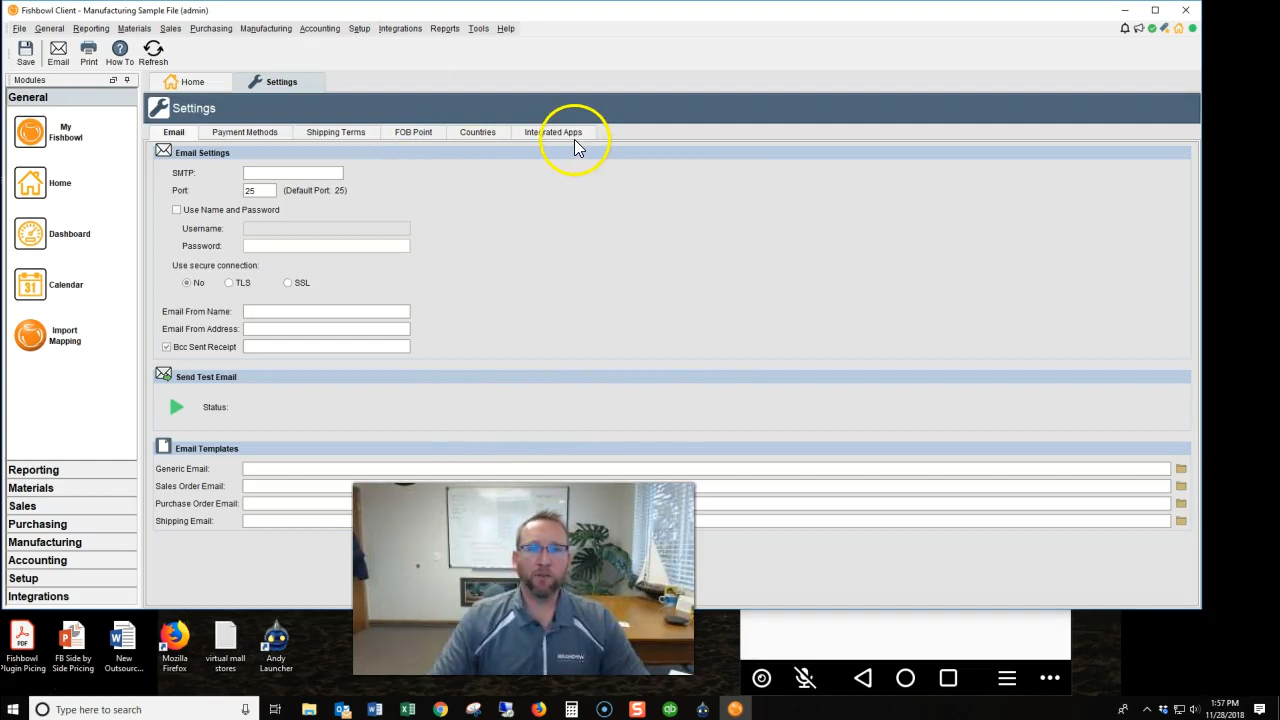 Fishbowl Client - Manufacturing Sample File (admin)
File General Reporting Materials Sales Purchasing Manufacturing Accounting Setup Integrations Reports Tools Help
Save Email Print How To Refresh
Modules
Home Settings
General
Settings
My Fishbowl
Home
Dashboard
Calendar
31
Import Mapping
Reporting
Materials
Sales
Purchasing
Manufacturing
Accounting
Setup
Integrations
Email Payment Methods Shipping Terms FOB Point Countries Integrated Apps
Email Settings
SMTP:
Port: 25 (Default Port: 25)
Use Name and Password
Username:
Password:
Use secure connection:
No TLS SSL
Email From Name:
Email From Address:
Bcc Sent Receipt
Send Test Email
Status:
Email Templates
Generic Email:
Sales Order Email:
Purchase Order Email:
Shipping Email:
Fishbowl Plugin Picing
FB Side by Side Pricing
New Outsourc...
Mozilla Firefox
virtual mall stores
Andy Launcher
Type here to search
1:57 PM
11/28/2018